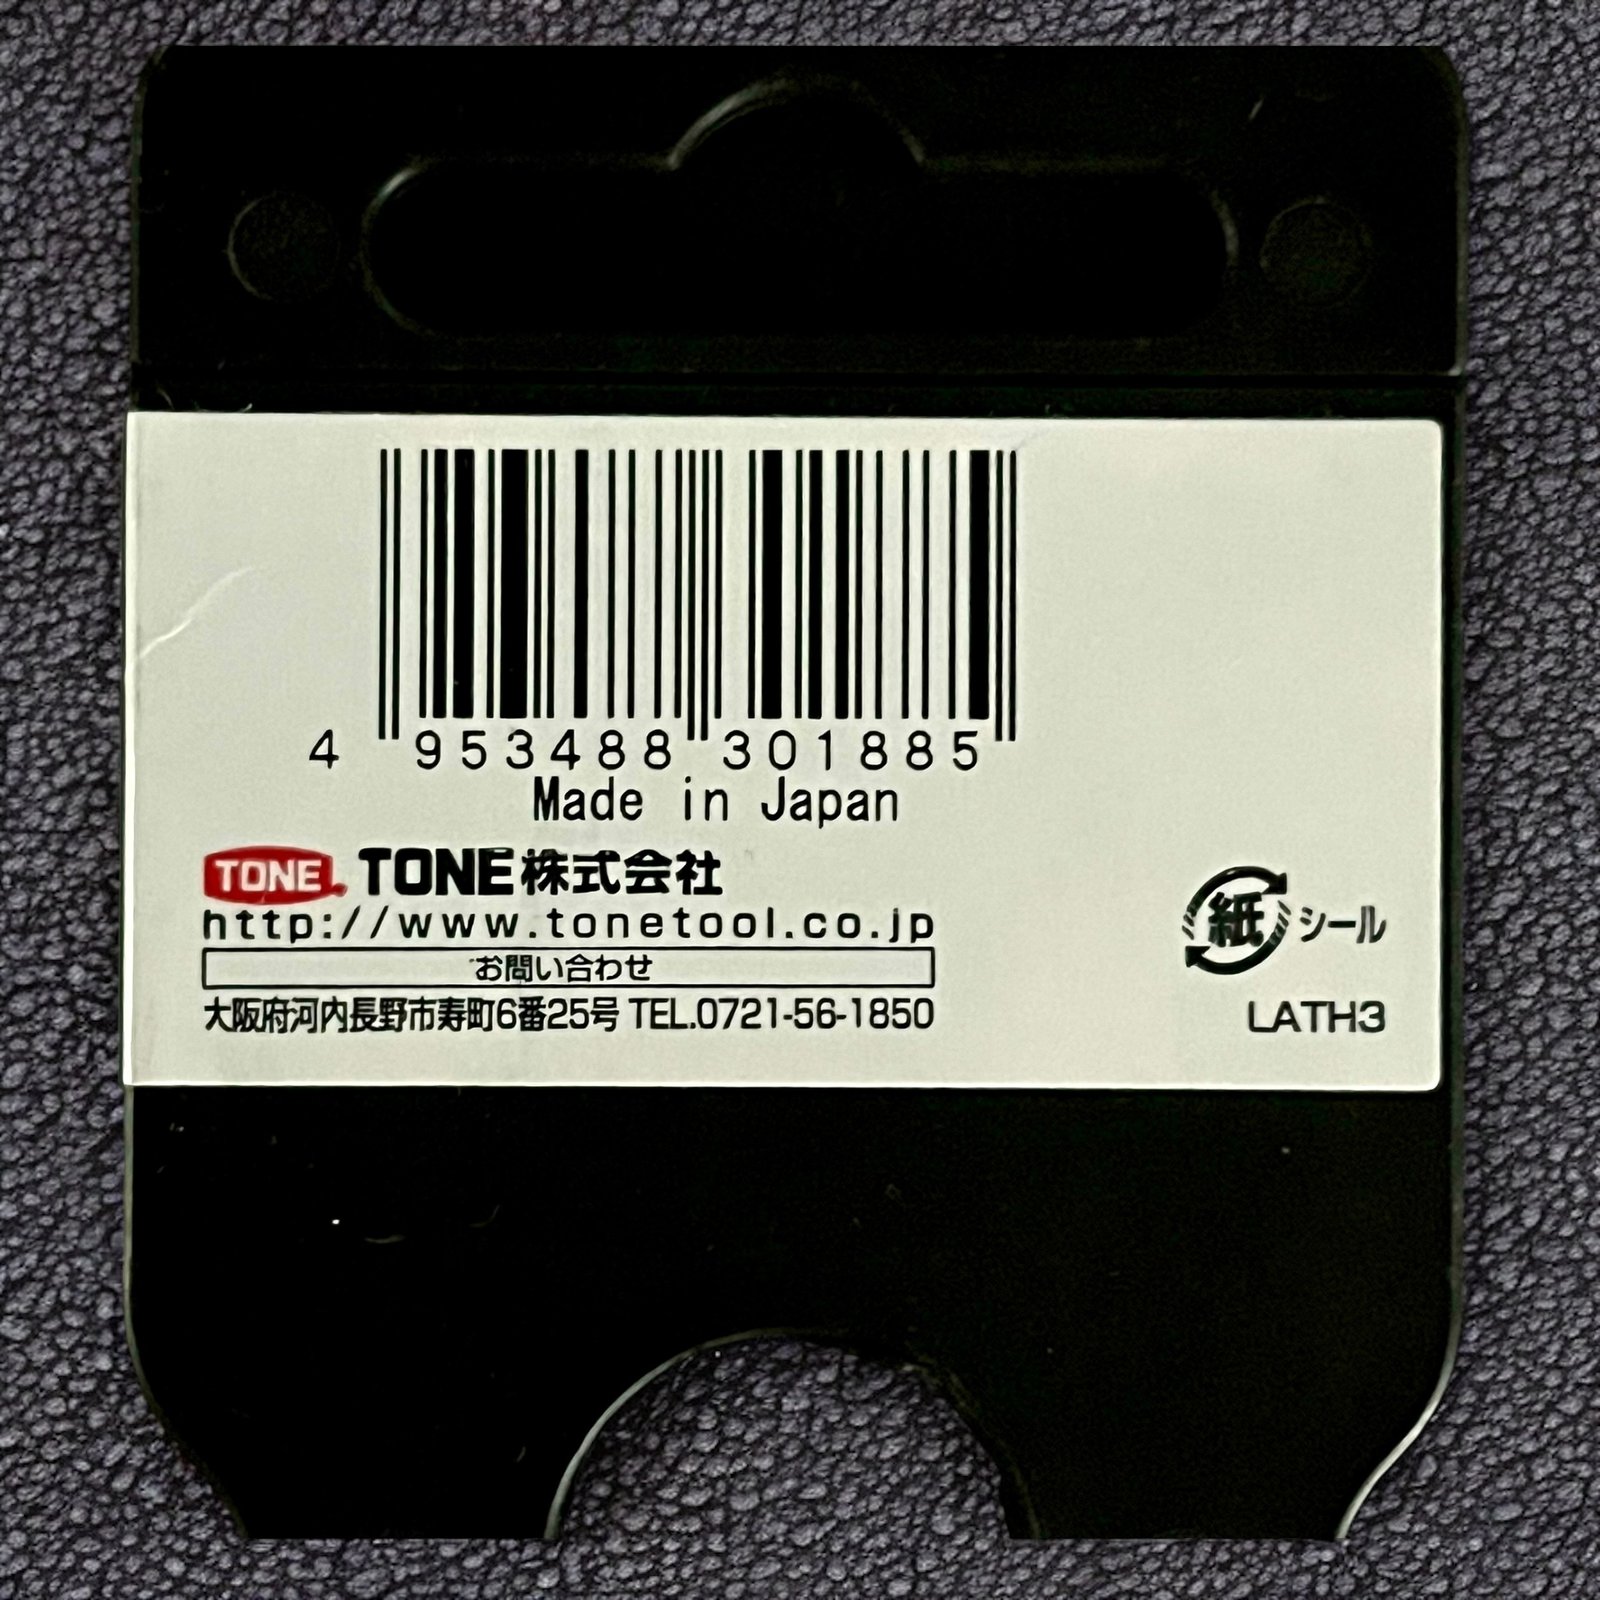 4 953488 301885
Made in Japan
TONE TONE株式会社
http://www.tonetool.co.jp
お問い合わせ
大阪府河内長野市寿町6番25号 TEL.0721-56-1850
紙 シール
LATH3